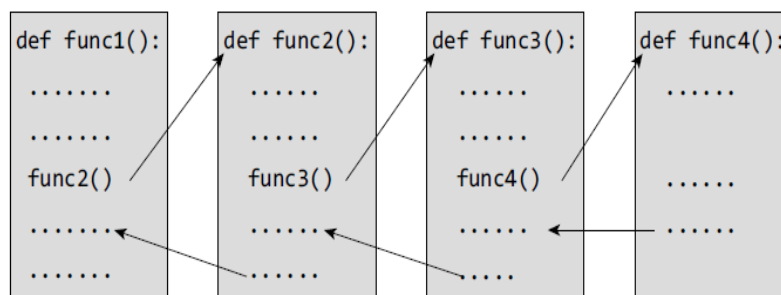 def func1():
.......
.......
func2()
.......
.......
def func2():
......
......
func3()
......
......
def func3():
......
......
func4()
......
.....
def func4():
......
......
......